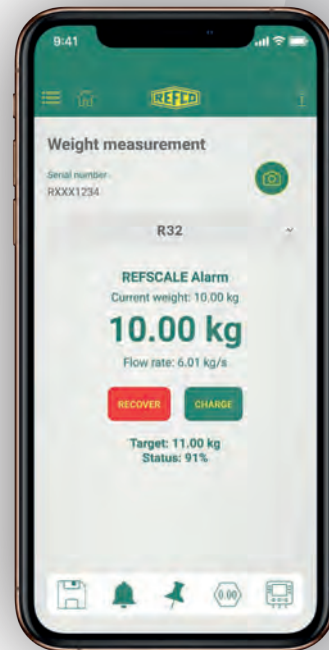 9:41
REFCO
Weight measurement
Serial number
RXXX1234
R32
REFSCALE Alarm
Current weight: 10.00 kg
10.00 kg
Flow rate: 6.01 kg/s
RECOVER
CHARGE
Target: 11.00 kg
Status: 91%
0.00